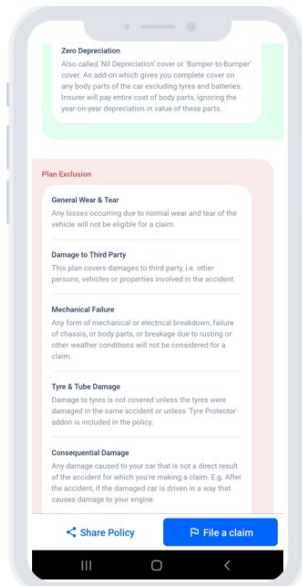 Zero Depreciation
Also called 'Nil Depreciation' cover or 'Bumper-to-Bumper'
cover. An add-on which gives you complete cover on
any body parts of the car excluding tyres and batteries.
Insurer will pay entire cost of body parts, ignoring the
year-on-year depreciation in value of these parts.
Plan Exclusion
General Wear & Tear
Any losses occurring due to normal wear and tear of the
vehicle will not be eligible for a claim.
Damage to Third Party
This plan covers damages to third party, i.e. other
persons, vehicles or properties involved in the accident.
Mechanical Failure
Any form of mechanical or electrical breakdown, failure
of chassis, or body parts, or breakage due to rusting or
other weather conditions will not be considered for a
claim.
Tyre & Tube Damage
Damage to tyres is not covered unless the tyres were
damaged in the same accident or unless 'Tyre Protector'
addon is included in the policy.
Consequential Damage
Any damage caused to your car that is not a direct result
of the accident for which you're making a claim. E.g. After
the accident, if the damaged car is driven in a way that
causes damage to your engine.
Share Policy
File a claim